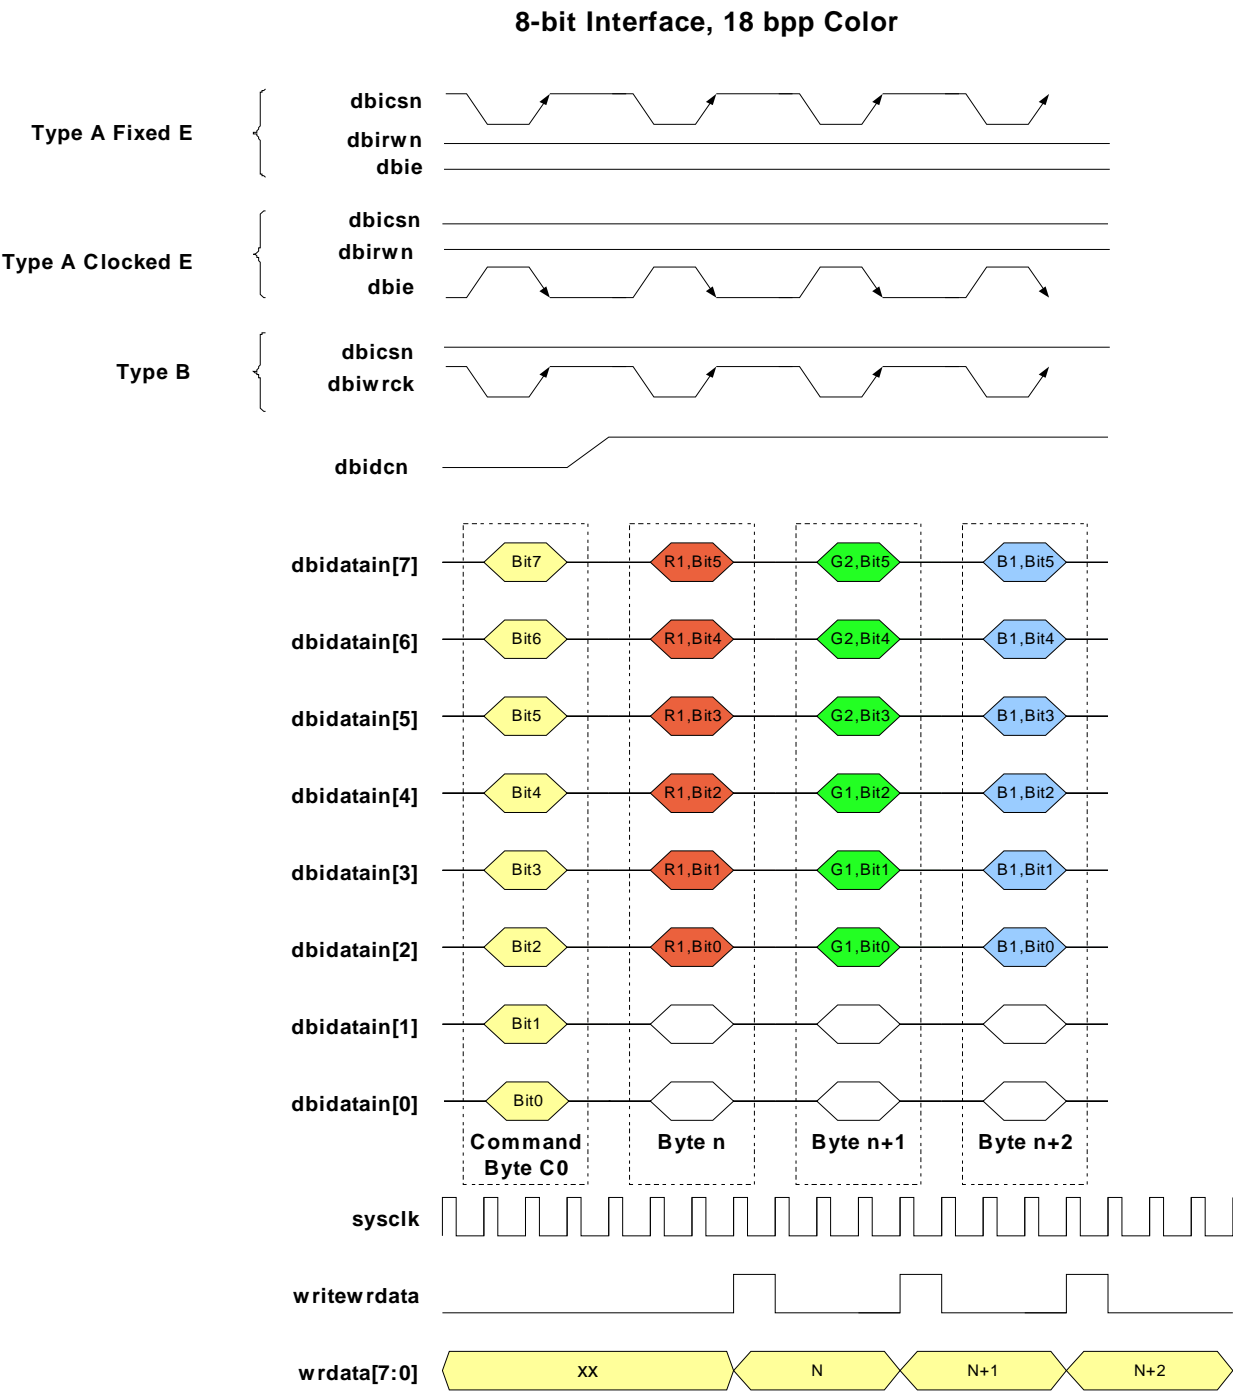 8-bit Interface, 18 bpp Color
Type A Fixed E
dbicsn
dbirwn
dbie
Type A Clocked E
dbicsn
dbirwn
dbie
Type B
dbicsn
dbiwrck
dbidcn
dbidatain[7] Bit7 R1,Bit5 G2,Bit5 B1,Bit5
dbidatain[6] Bit6 R1,Bit4 G2,Bit4 B1,Bit4
dbidatain[5] Bit5 R1,Bit3 G2,Bit3 B1,Bit3
dbidatain[4] Bit4 R1,Bit2 G1,Bit2 B1,Bit2
dbidatain[3] Bit3 R1,Bit1 G1,Bit1 B1,Bit1
dbidatain[2] Bit2 R1,Bit0 G1,Bit0 B1,Bit0
dbidatain[1] Bit1
dbidatain[0] Bit0
Command Byte n Byte n+1 Byte n+2
Byte C0
sysclk
writewrdata
wrdata[7:0] xx N N+1 N+2